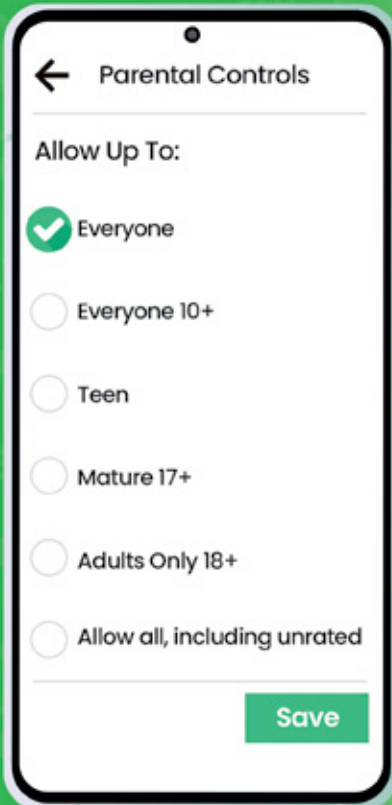 Parental Controls
Allow Up To:
Everyone
Everyone 10+
Teen
Mature 17+
Adults Only 18+
Allow all, including unrated
Save